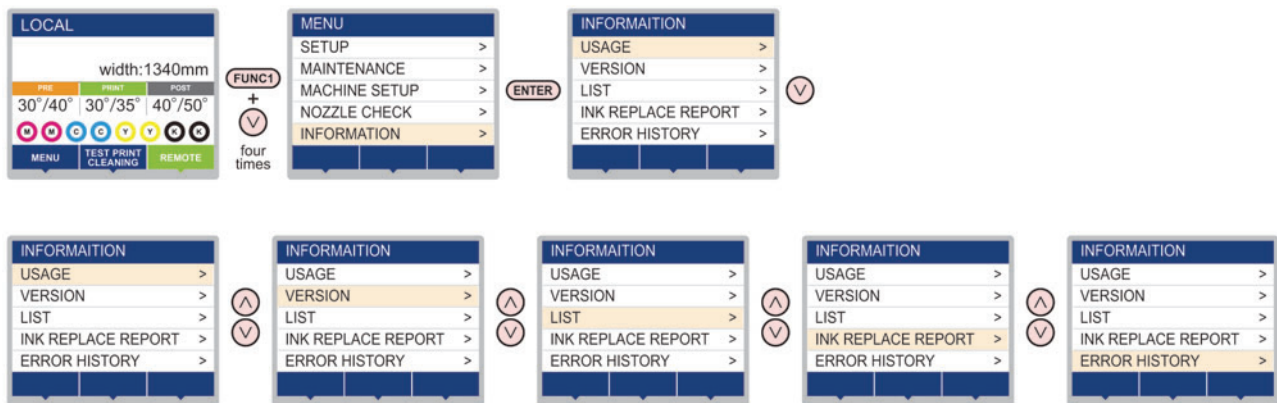 LOCAL
width:1340mm
PRE PRINT POST
30°/40° 30°/35° 40°/50°
M M C C Y Y K K
MENU TEST PRINT CLEANING REMOTE
FUNC1
+
four
times
MENU
SETUP >
MAINTENANCE >
MACHINE SETUP >
NOZZLE CHECK >
INFORMATION >
ENTER
INFORMAITION
USAGE >
VERSION >
LIST >
INK REPLACE REPORT >
ERROR HISTORY >
INFORMAITION
USAGE >
VERSION >
LIST >
INK REPLACE REPORT >
ERROR HISTORY >
INFORMAITION
USAGE >
VERSION >
LIST >
INK REPLACE REPORT >
ERROR HISTORY >
INFORMAITION
USAGE >
VERSION >
LIST >
INK REPLACE REPORT >
ERROR HISTORY >
INFORMAITION
USAGE >
VERSION >
LIST >
INK REPLACE REPORT >
ERROR HISTORY >
INFORMAITION
USAGE >
VERSION >
LIST >
INK REPLACE REPORT >
ERROR HISTORY >